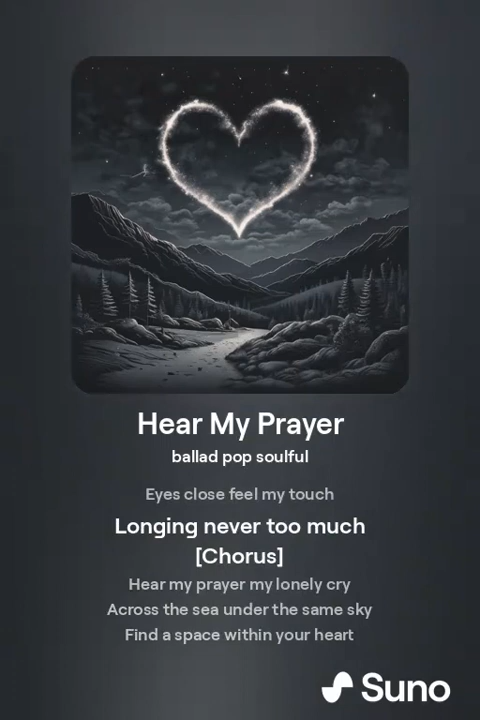 Hear My Prayer
ballad pop soulful
Eyes close feel my touch
Longing never too much
[Chorus]
Hear my prayer my lonely cry
Across the sea under the same sky
Find a space within your heart
Suno